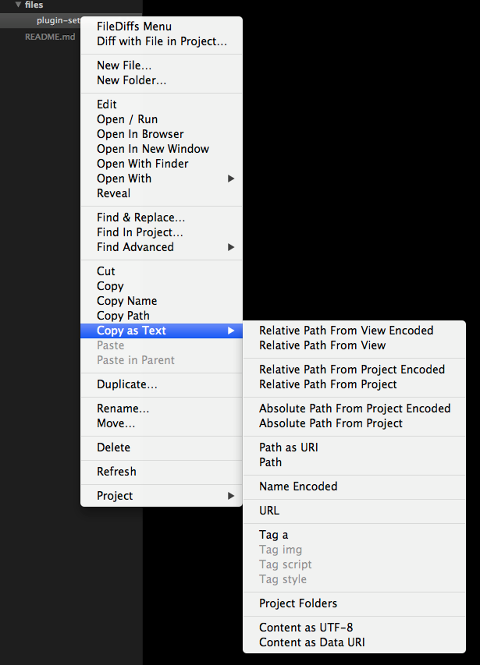 files
plugin-set
README.md
FileDiffs Menu
Diff with File in Project...
New File...
New Folder...
Edit
Open / Run
Open In Browser
Open In New Window
Open With Finder
Open With
Reveal
Find & Replace...
Find In Project...
Find Advanced
Cut
Copy
Copy Name
Copy Path
Copy as Text
Paste
Paste in Parent
Duplicate...
Rename...
Move...
Delete
Refresh
Project
Relative Path From View Encoded
Relative Path From View
Relative Path From Project Encoded
Relative Path From Project
Absolute Path From Project Encoded
Absolute Path From Project
Path as URI
Path
Name Encoded
URL
Tag a
Tag img
Tag script
Tag style
Project Folders
Content as UTF-8
Content as Data URI